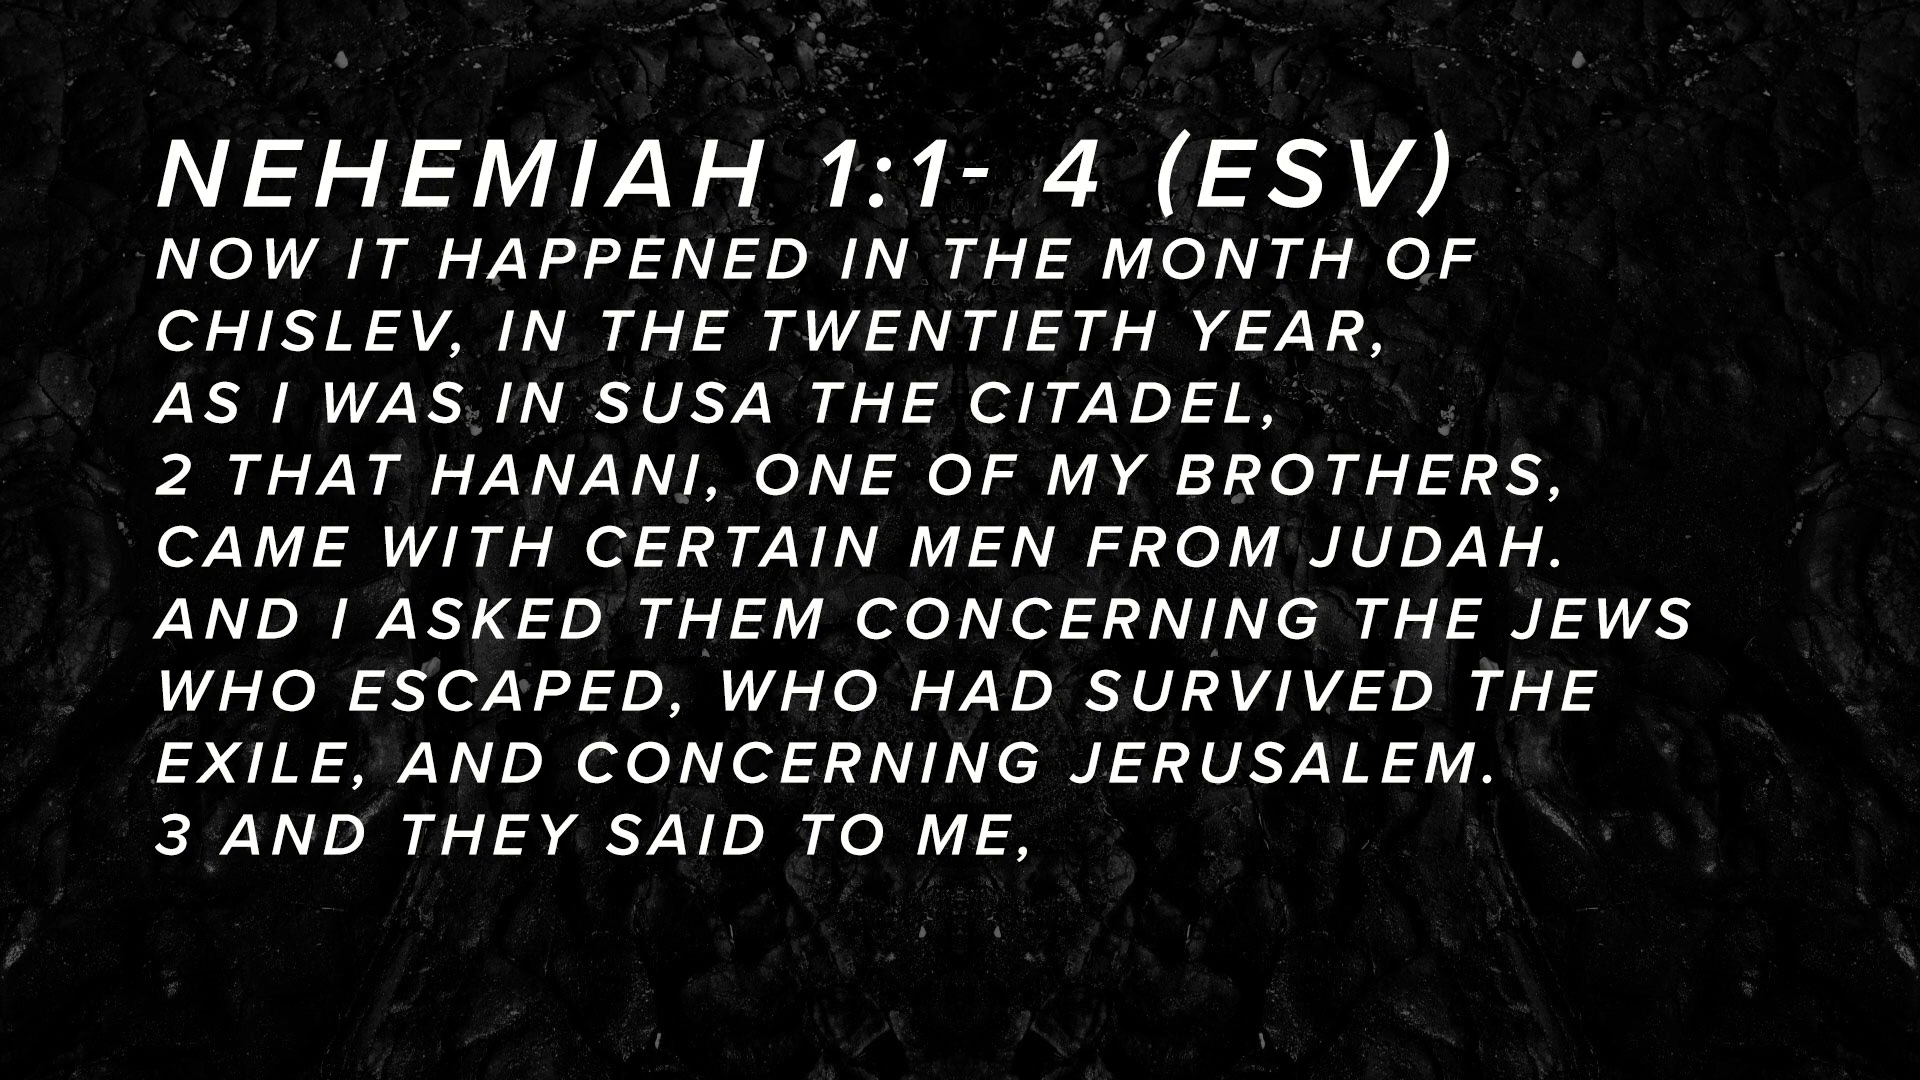 NEHEMIAH 1:1- 4 (ESV)
NOW IT HAPPENED IN THE MONTH OF
CHISLEV, IN THE TWENTIETH YEAR,
AS I WAS IN SUSA THE CITADEL,
2 THAT HANANI, ONE OF MY BROTHERS,
CAME WITH CERTAIN MEN FROM JUDAH.
AND I ASKED THEM CONCERNING THE JEWS
WHO ESCAPED, WHO HAD SURVIVED THE
EXILE, AND CONCERNING JERUSALEM.
3 AND THEY SAID TO ME,